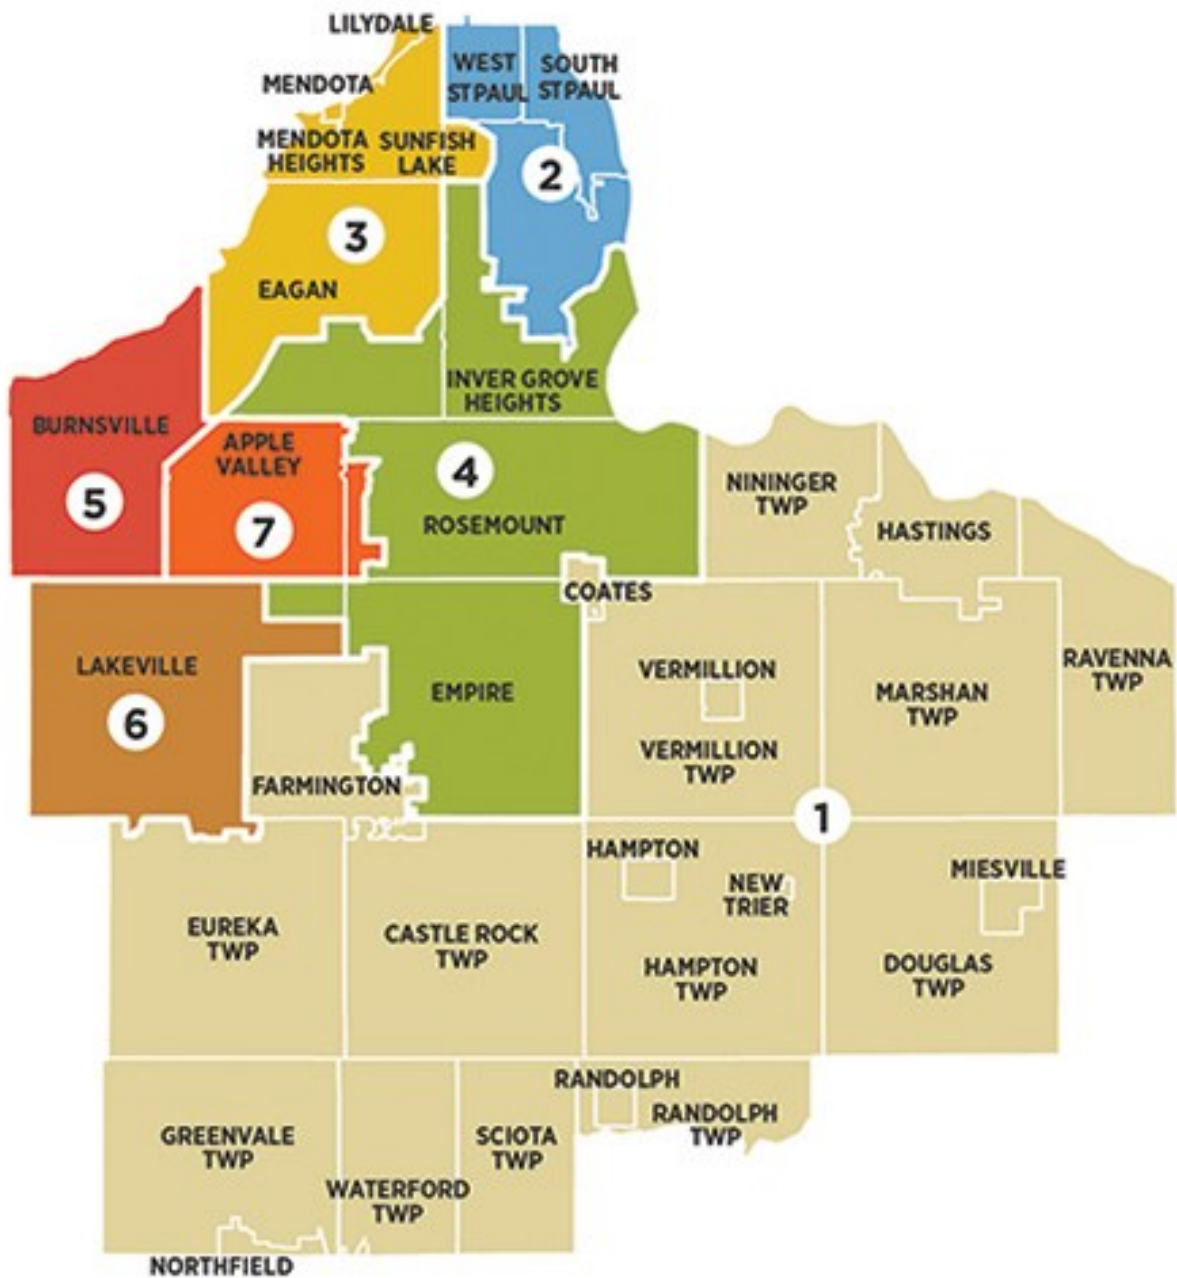 LILYDALE
WEST
ST PAUL
SOUTH
ST PAUL
MENDOTA
MENDOTA
HEIGHTS
SUNFISH
LAKE
2
3
EAGAN
INVER GROVE
HEIGHTS
BURNSVILLE
5
APPLE
VALLEY
7
4
ROSEMOUNT
NININGER
TWP
HASTINGS
COATES
LAKEVILLE
6
EMPIRE
VERMILLION
VERMILLION
TWP
MARSHAN
TWP
RAVENNA
TWP
FARMINGTON
1
HAMPTON
NEW
TRIER
MIESVILLE
EUREKA
TWP
CASTLE ROCK
TWP
HAMPTON
TWP
DOUGLAS
TWP
RANDOLPH
RANDOLPH
TWP
GREENVALE
TWP
SCIOTA
TWP
WATERFORD
TWP
NORTHFIELD